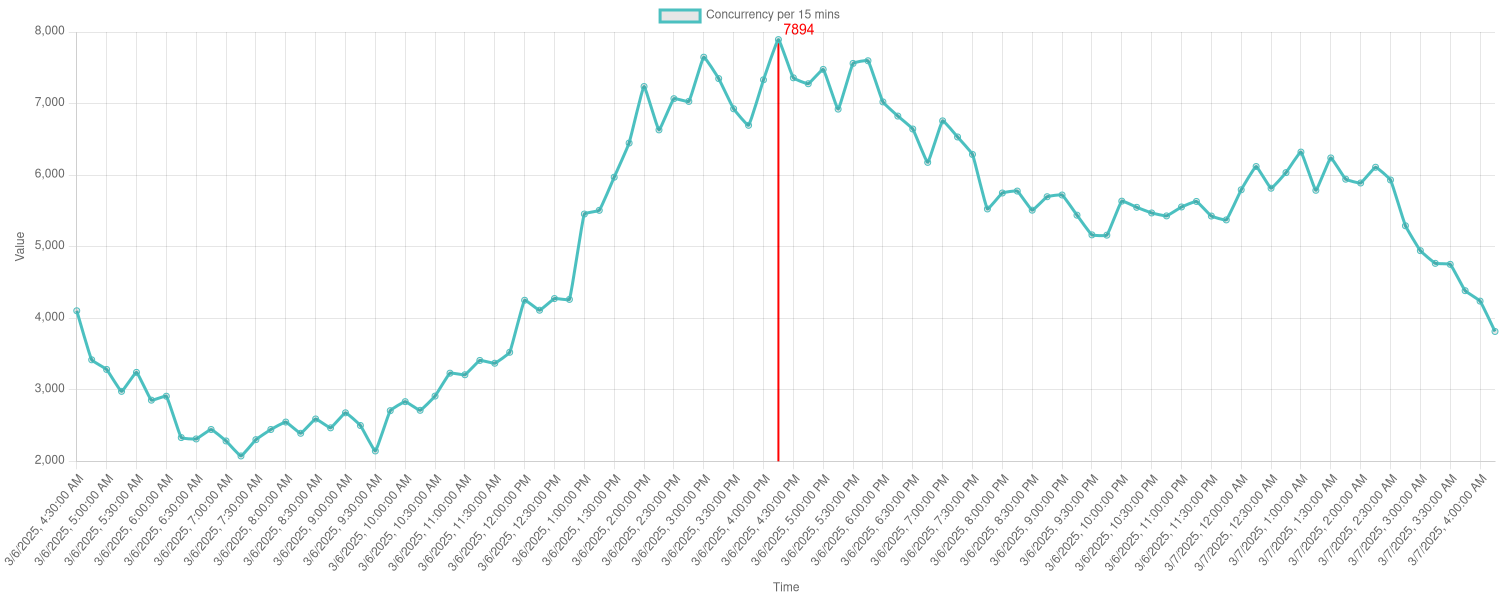 Concurrency per 15 mins
7894
8,000
7,000
6,000
5,000
4,000
3,000
2,000
Value
3/6/2025, 4:30:00 AM
3/6/2025, 5:00:00 AM
3/6/2025, 5:30:00 AM
3/6/2025, 6:00:00 AM
3/6/2025, 6:30:00 AM
3/6/2025, 7:00:00 AM
3/6/2025, 7:30:00 AM
3/6/2025, 8:00:00 AM
3/6/2025, 8:30:00 AM
3/6/2025, 9:00:00 AM
3/6/2025, 9:30:00 AM
3/6/2025, 10:00:00 AM
3/6/2025, 10:30:00 AM
3/6/2025, 11:00:00 AM
3/6/2025, 11:30:00 AM
3/6/2025, 12:00:00 PM
3/6/2025, 12:30:00 PM
3/6/2025, 1:00:00 PM
3/6/2025, 1:30:00 PM
3/6/2025, 2:00:00 PM
3/6/2025, 2:30:00 PM
3/6/2025, 3:00:00 PM
3/6/2025, 3:30:00 PM
3/6/2025, 4:00:00 PM
3/6/2025, 4:30:00 PM
3/6/2025, 5:00:00 PM
3/6/2025, 5:30:00 PM
3/6/2025, 6:00:00 PM
3/6/2025, 6:30:00 PM
3/6/2025, 7:00:00 PM
3/6/2025, 7:30:00 PM
3/6/2025, 8:00:00 PM
3/6/2025, 8:30:00 PM
3/6/2025, 9:00:00 PM
3/6/2025, 9:30:00 PM
3/6/2025, 10:00:00 PM
3/6/2025, 10:30:00 PM
3/6/2025, 11:00:00 PM
3/6/2025, 11:30:00 PM
3/7/2025, 12:00:00 AM
3/7/2025, 12:30:00 AM
3/7/2025, 1:00:00 AM
3/7/2025, 1:30:00 AM
3/7/2025, 2:00:00 AM
3/7/2025, 2:30:00 AM
3/7/2025, 3:00:00 AM
3/7/2025, 3:30:00 AM
3/7/2025, 4:00:00 AM
Time